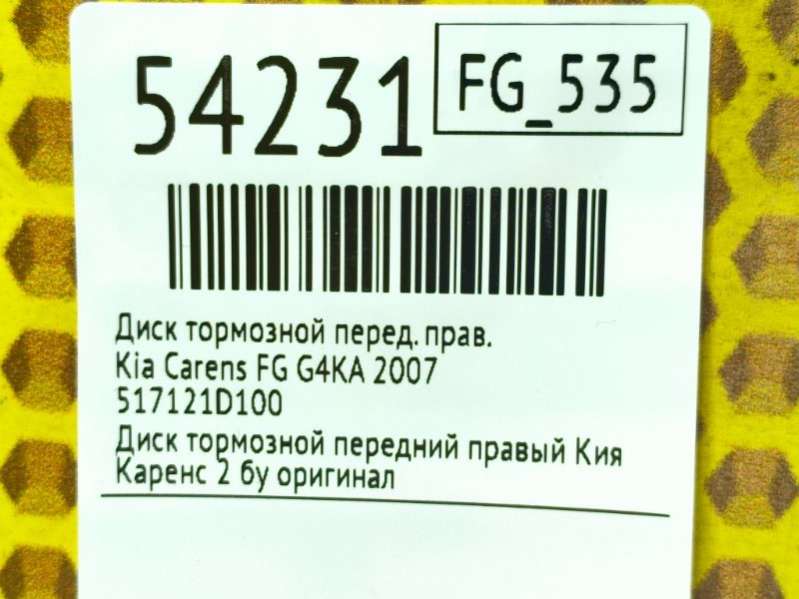 54231
FG_535
Диск тормозной перед. прав.
Kia Carens FG G4KA 2007
517121D100
Диск тормозной передний правый Кия
Каренс 2 бу оригинал